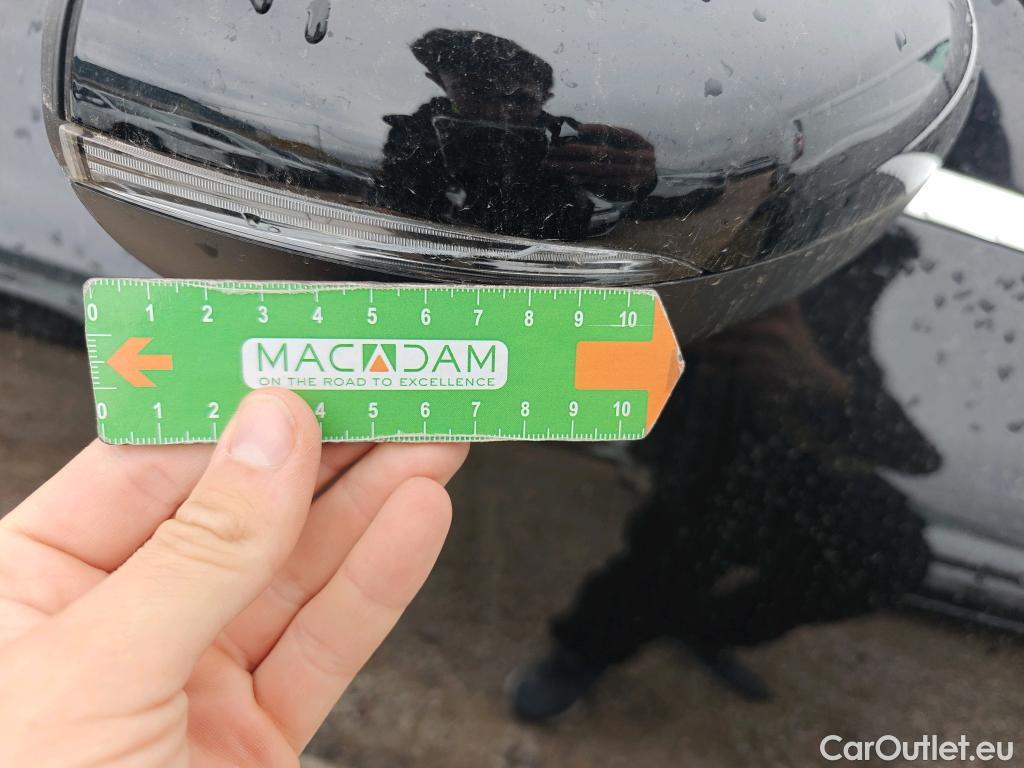 0 1 2 3 4 5 6 7 8 9 10
MACADAM
ON THE ROAD TO EXCELLENCE
0 1 2 4 5 6 7 8 9 10
CarOutlet.eu